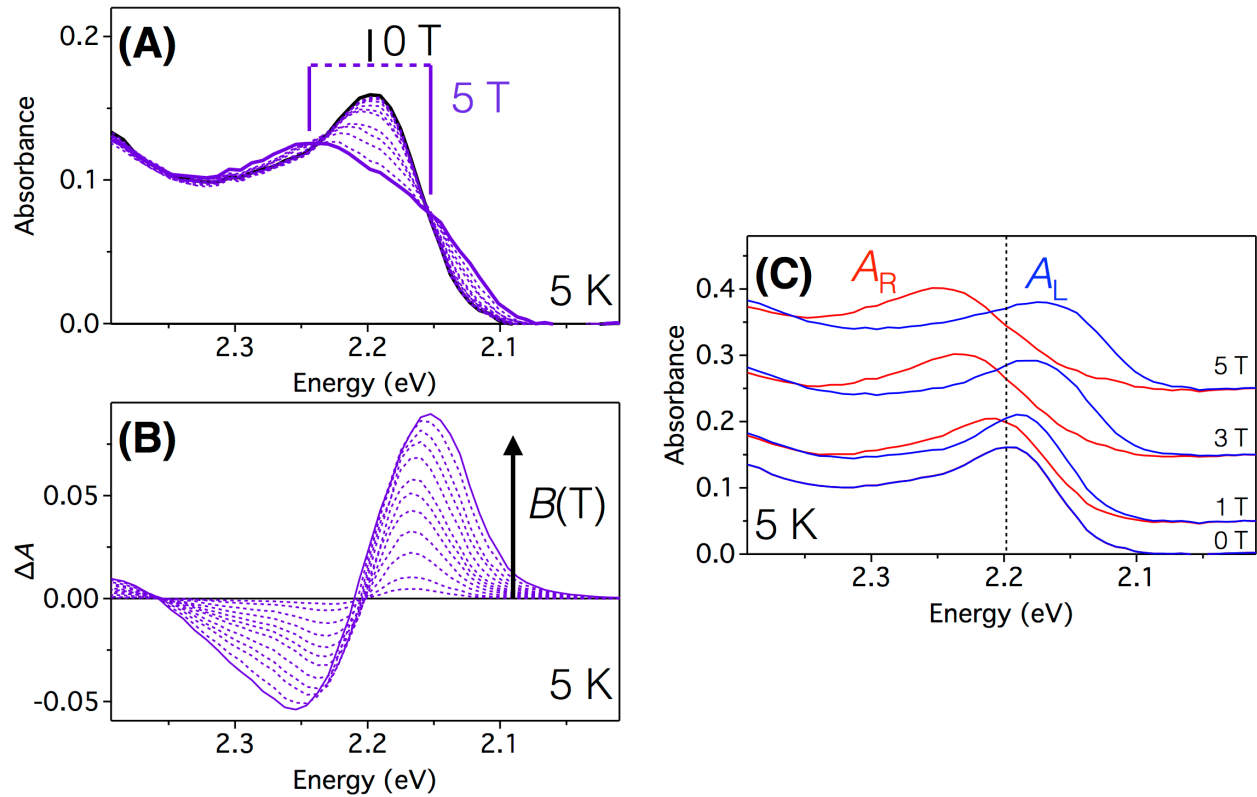 (A)
0 T
5 T
5 K
Absorbance
0.2
0.1
0.0
2.3
2.2
2.1
Energy (eV)
(B)
B(T)
5 K
ΔA
0.05
0.00
-0.05
2.3
2.2
2.1
Energy (eV)
(C)
AR
AL
5 T
3 T
1 T
0 T
5 K
Absorbance
0.4
0.3
0.2
0.1
0.0
2.3
2.2
2.1
Energy (eV)